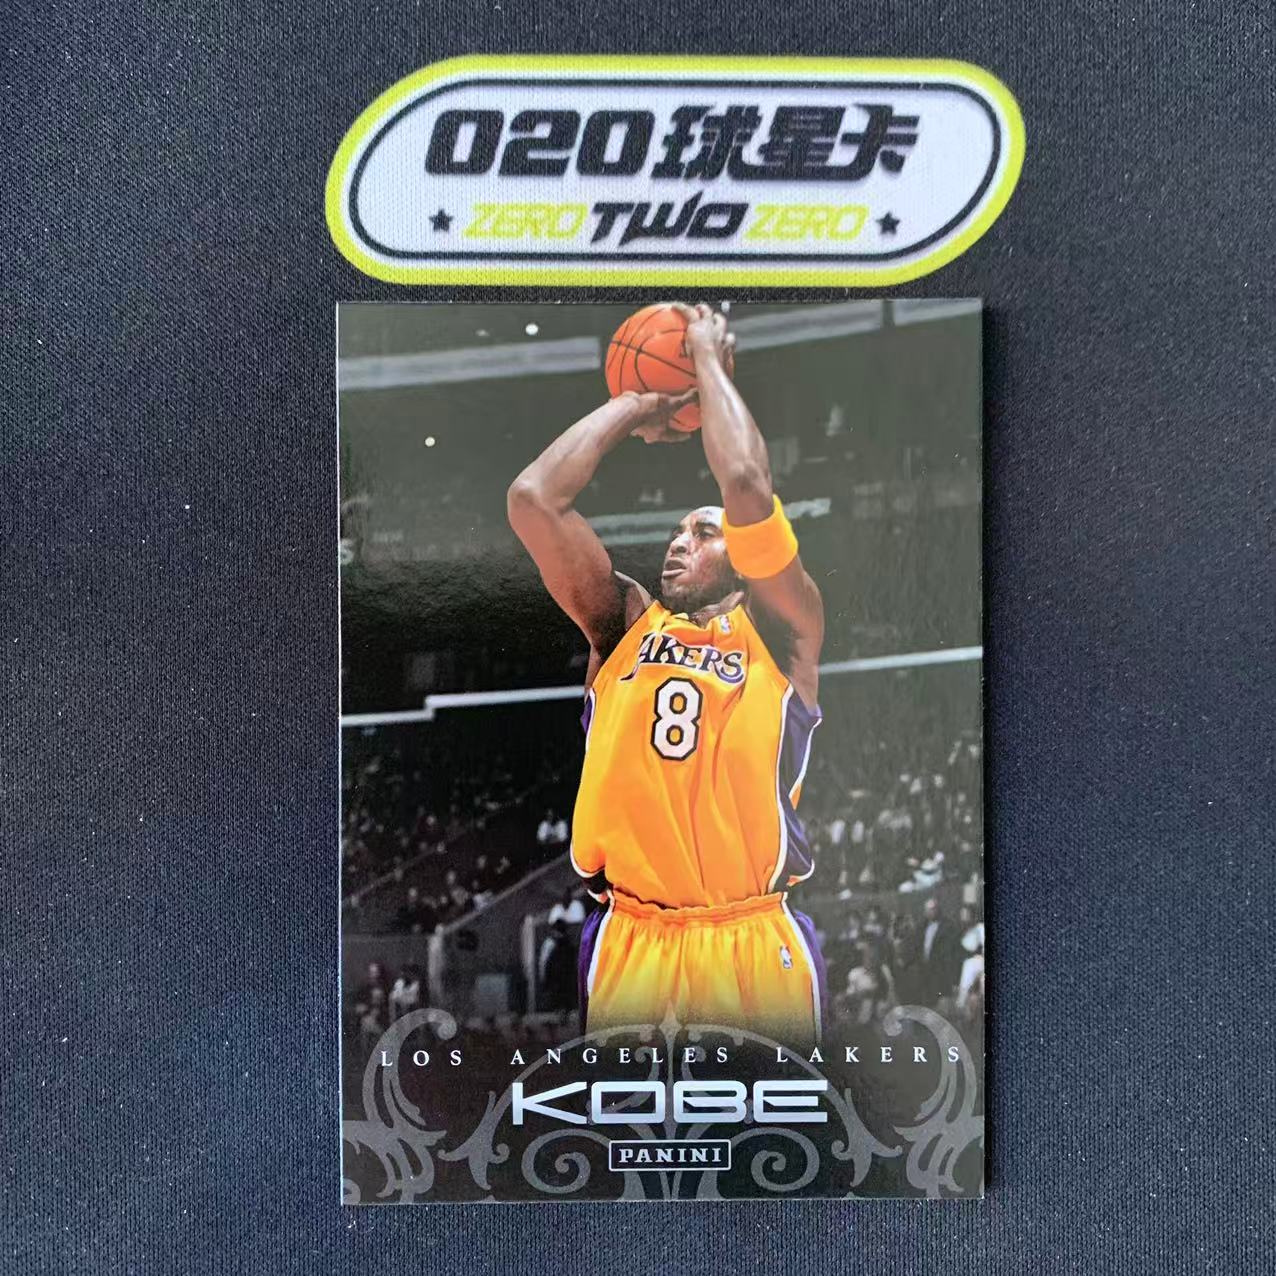 020球星卡
ZERO TWO ZERO
LAKERS
8
LOS ANGELES LAKERS
KOBE
PANINI